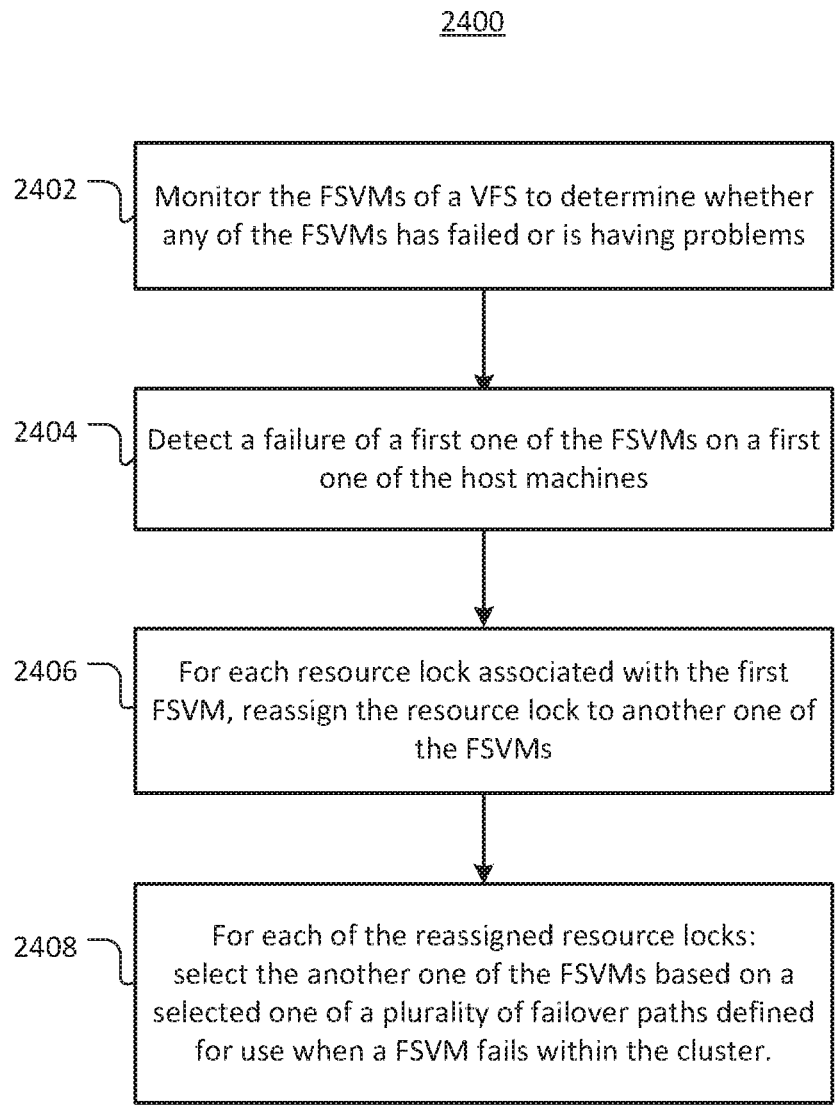 2400
2402
Monitor the FSVMs of a VFS to determine whether
any of the FSVMs has failed or is having problems
2404
Detect a failure of a first one of the FSVMs on a first
one of the host machines
2406
For each resource lock associated with the first
FSVM, reassign the resource lock to another one of
the FSVMs
2408
For each of the reassigned resource locks:
select the another one of the FSVMs based on a
selected one of a plurality of failover paths defined
for use when a FSVM fails within the cluster.